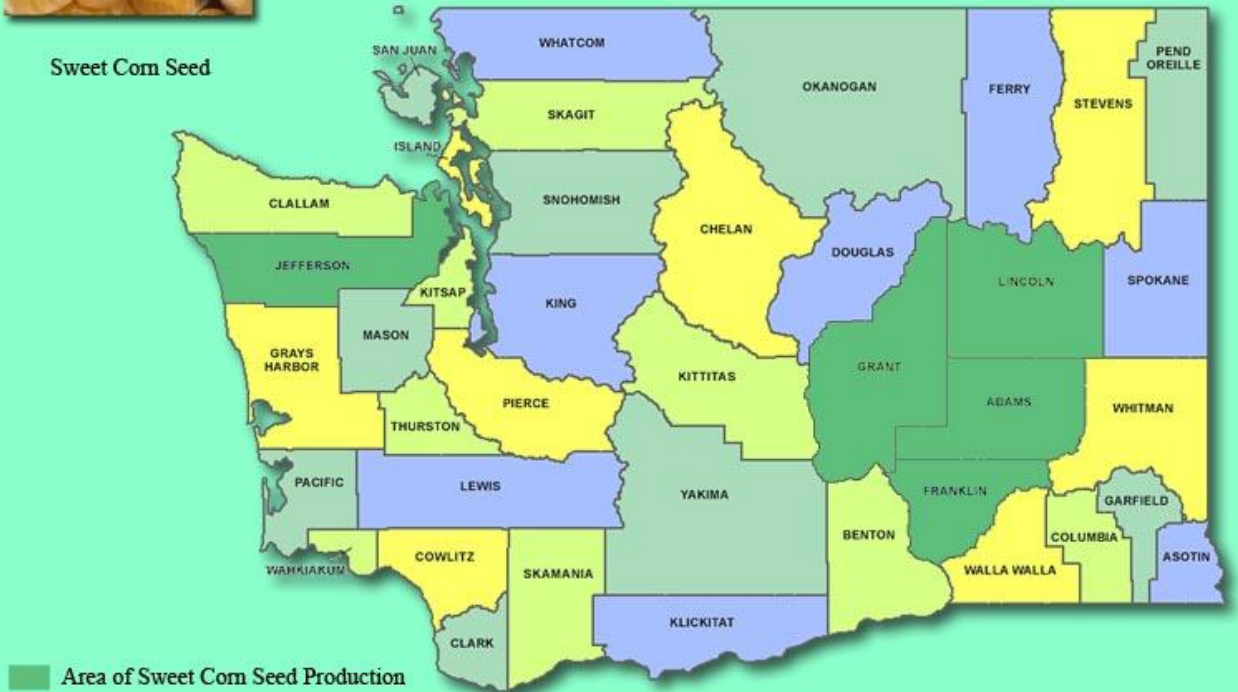 Sweet Corn Seed
SAN JUAN
WHATCOM
OKANOGAN
FERRY
STEVENS
PEND
OREILLE
SKAGIT
ISLAND
CLALLAM
SNOHOMISH
CHELAN
DOUGLAS
JEFFERSON
KITSAP
KING
LINCOLN
SPOKANE
MASON
GRAYS
HARBOR
KITTITAS
GRANT
PIERCE
ADAMS
WHITMAN
THURSTON
PACIFIC
LEWIS
YAKIMA
FRANKLIN
GARFIELD
BENTON
COLUMBIA
WAHKIAKUM
COWLITZ
SKAMANIA
WALLA WALLA
ASOTIN
KLICKITAT
CLARK
Area of Sweet Corn Seed Production